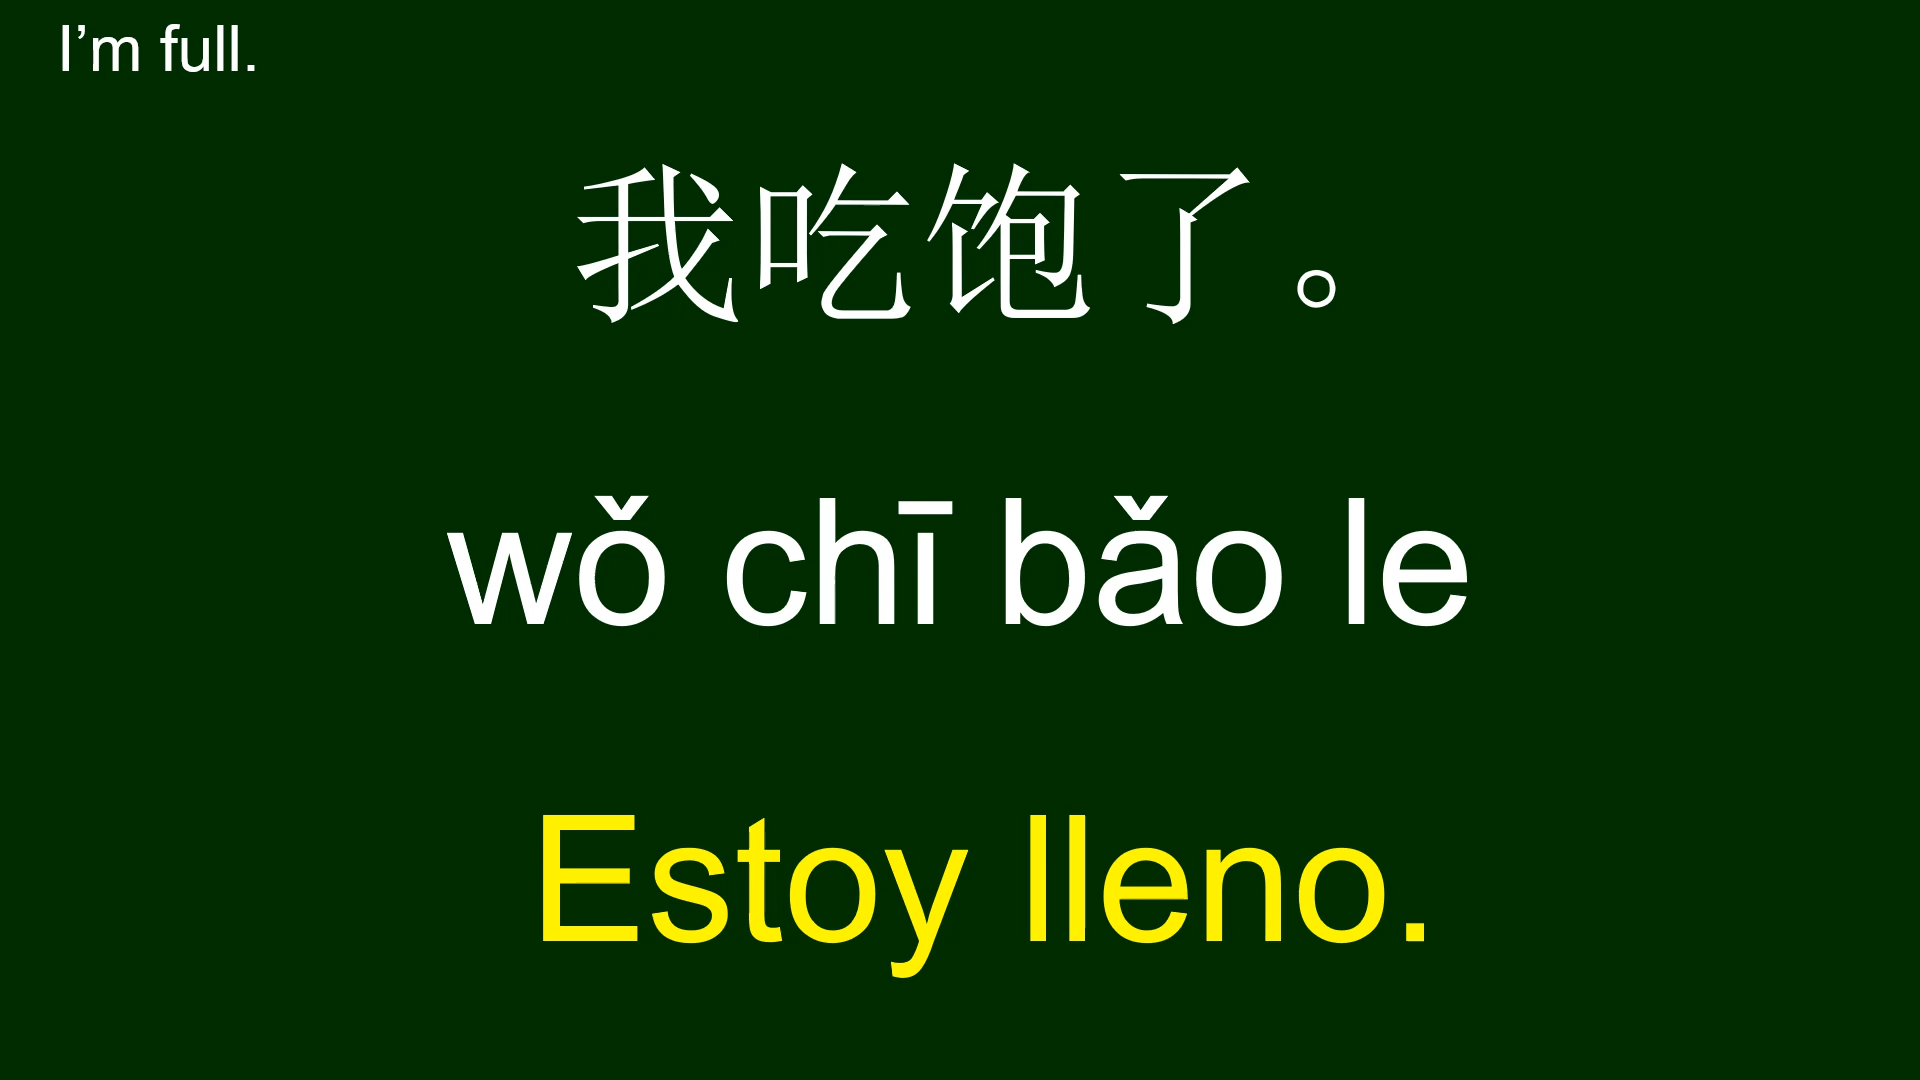 I’m full.
我吃饱了。
wǒ chī bǎo le
Estoy lleno.